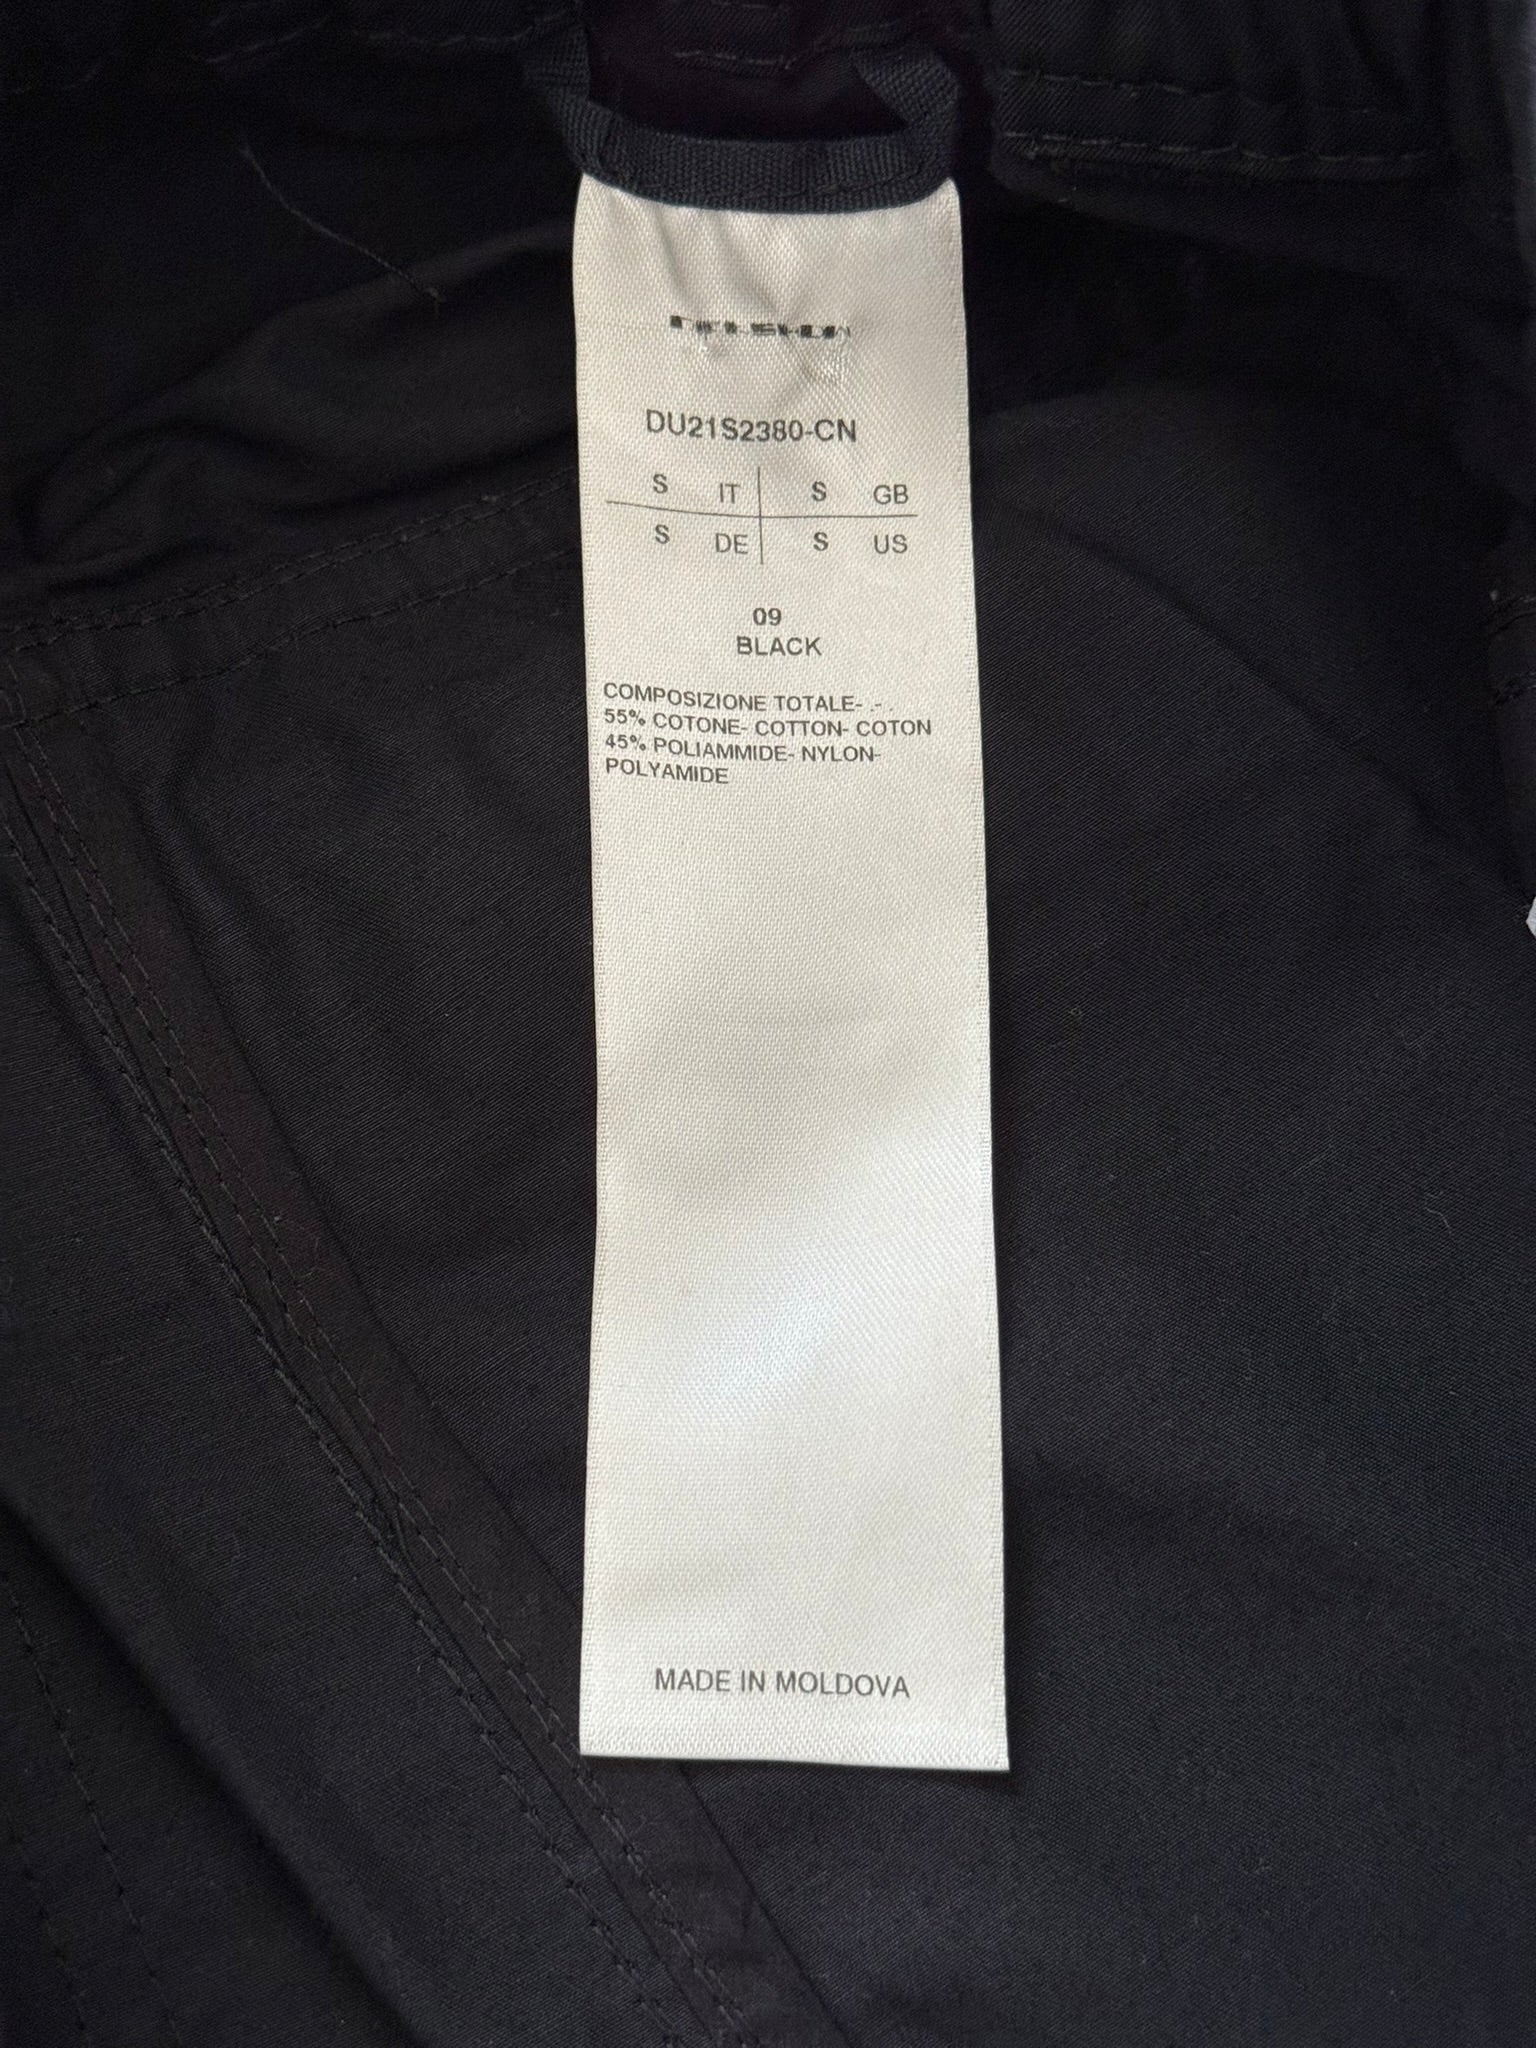 DU21S2380-CN
S IT S GB
S DE S US
09
BLACK
COMPOSIZIONE TOTALE- .- .
55% COTONE- COTTON- COTON
45% POLIAMMIDE- NYLON-
POLYAMIDE
MADE IN MOLDOVA